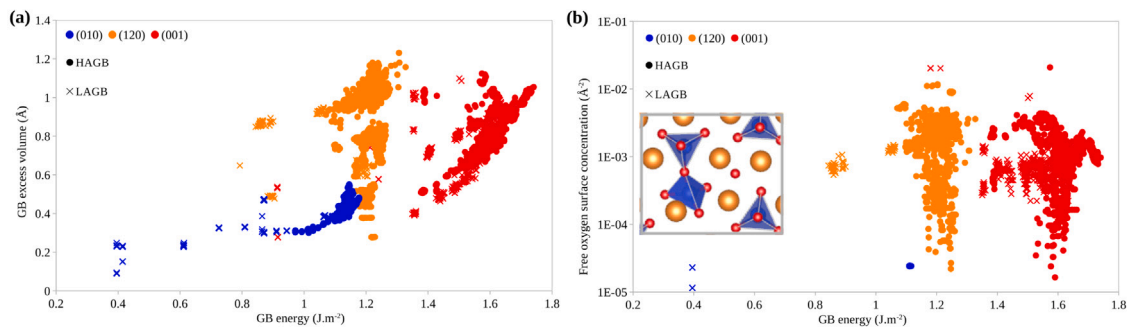 (a)
(010) (120) (001)
HAGB
LAGB
GB excess volume (Å)
1.4
1.2
1
0.8
0.6
0.4
0.2
0
0.2 0.4 0.6 0.8 1 1.2 1.4 1.6 1.8
GB energy (J.m⁻²)
(b)
(010) (120) (001)
HAGB
LAGB
Free oxygen surface concentration (Å⁻²)
1E-01
1E-02
1E-03
1E-04
1E-05
0.2 0.4 0.6 0.8 1 1.2 1.4 1.6 1.8
GB energy (J.m⁻²)